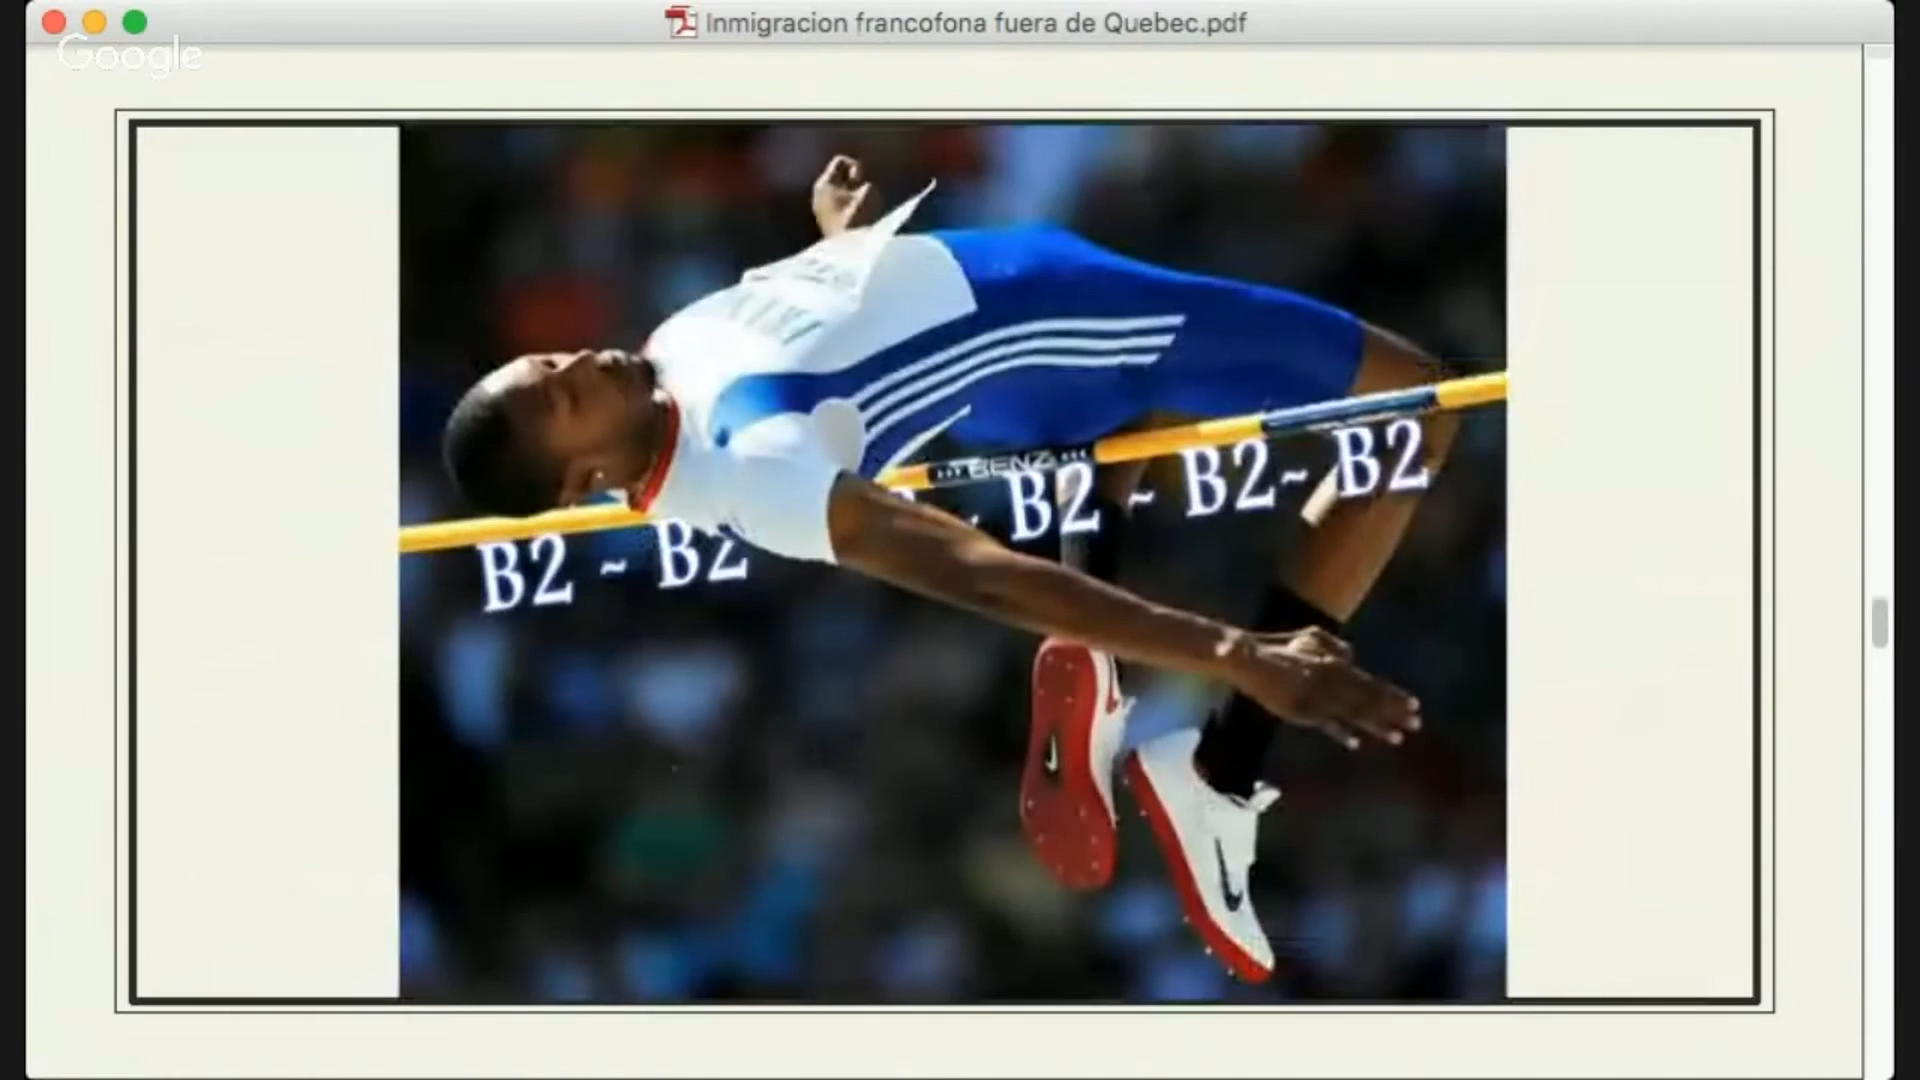 Inmigracion francofona fuera de Quebec.pdf
Google
BENZ
B2 ~ B2 ~ B2 ~ B2~ B2